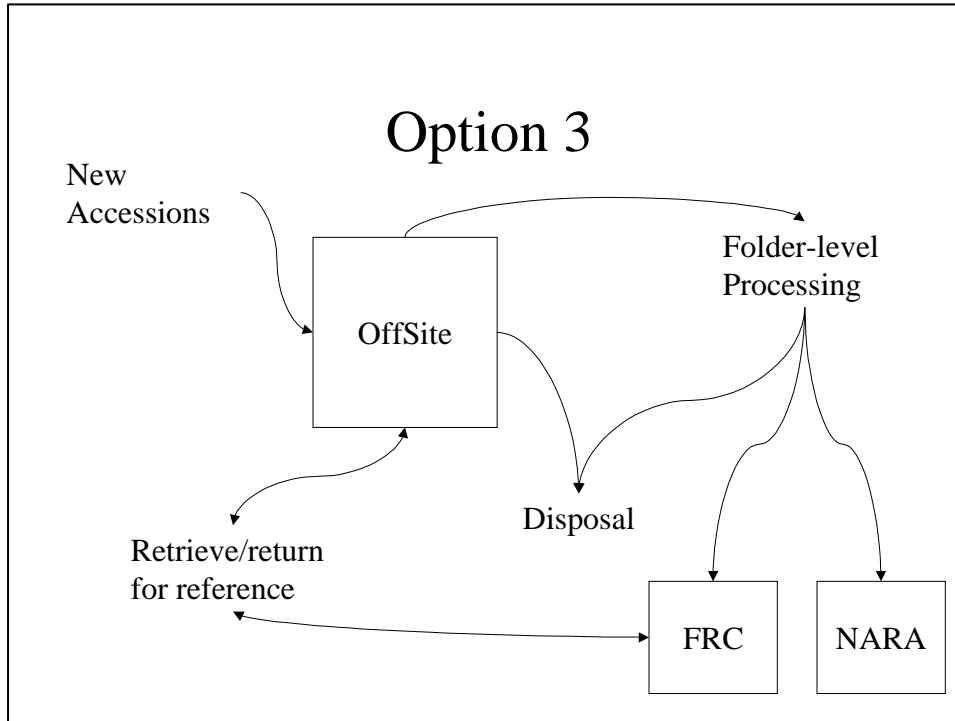 Option 3
New
Accessions
Folder-level
Processing
OffSite
Disposal
Retrieve/return
for reference
FRC
NARA